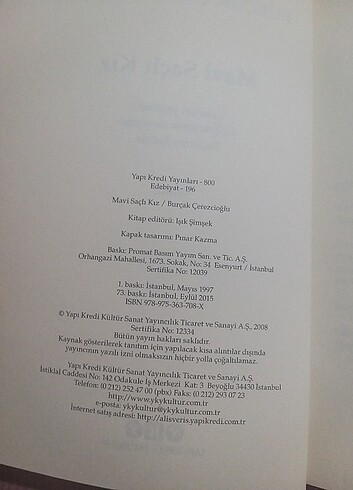 Yapı Kredi Yayınları - 800
Edebiyat - 196
Mavi Saçlı Kız / Burçak Çerezcioğlu
Kitap editörü: Işık Şimşek
Kapak tasarımı: Pınar Kazma
Baskı: Promat Basım Yayım San. ve Tic. A.Ş.
Orhangazi Mahallesi, 1673. Sokak, No: 34 Esenyurt / İstanbul
Sertifika No: 12039
1. baskı: İstanbul, Mayıs 1997
73. baskı: İstanbul, Eylül 2015
ISBN 978-975-363-708-X
© Yapı Kredi Kültür Sanat Yayıncılık Ticaret ve Sanayi A.Ş., 2008
Sertifika No: 12334
Bütün yayın hakları saklıdır.
Kaynak gösterilerek tanıtım için yapılacak kısa alıntılar dışında
yayıncının yazılı izni olmaksızın hiçbir yolla çoğaltılamaz.
Yapı Kredi Kültür Sanat Yayıncılık Ticaret ve Sanayi A.Ş.
İstiklal Caddesi No: 142 Odakule İş Merkezi Kat: 3 Beyoğlu 34430 İstanbul
Telefon: (0 212) 252 47 00 (pbx) Faks: (0 212) 293 07 23
http://www.ykykultur.com.tr
e-posta: ykykultur@ykykultur.com.tr
İnternet satış adresi: http://alisveris.yapikredi.com.tr